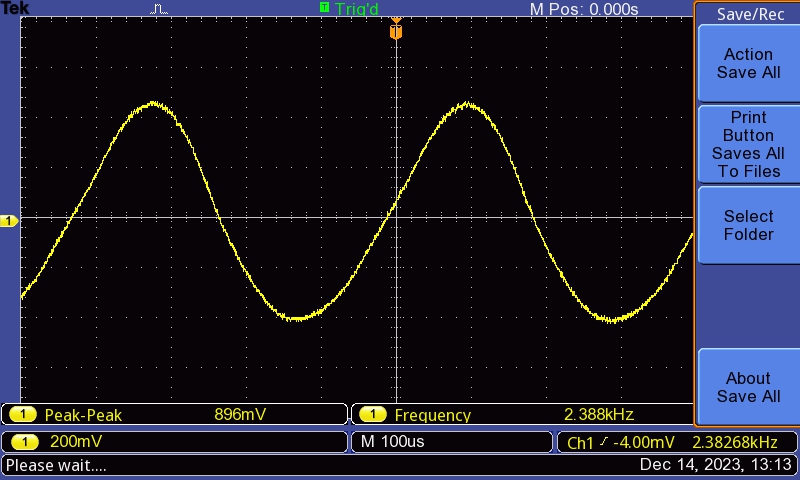 Tek
Trig'd
M Pos: 0.000s
Save/Rec
T
Action
Save All
Print
Button
Saves All
To Files
Select
Folder
About
Save All
1
1 Peak-Peak 896mV
1 Frequency 2.388kHz
1 200mV
M 100us
Ch1 -4.00mV 2.38268kHz
Please wait....
Dec 14, 2023, 13:13